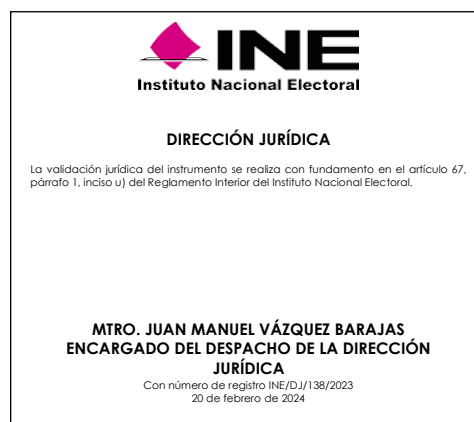 INE
Instituto Nacional Electoral
DIRECCIÓN JURÍDICA
La validación jurídica del instrumento se realiza con fundamento en el artículo 67,
párrafo 1, inciso u) del Reglamento Interior del Instituto Nacional Electoral.
MTRO. JUAN MANUEL VÁZQUEZ BARAJAS
ENCARGADO DEL DESPACHO DE LA DIRECCIÓN
JURÍDICA
Con número de registro INE/DJ/138/2023
20 de febrero de 2024